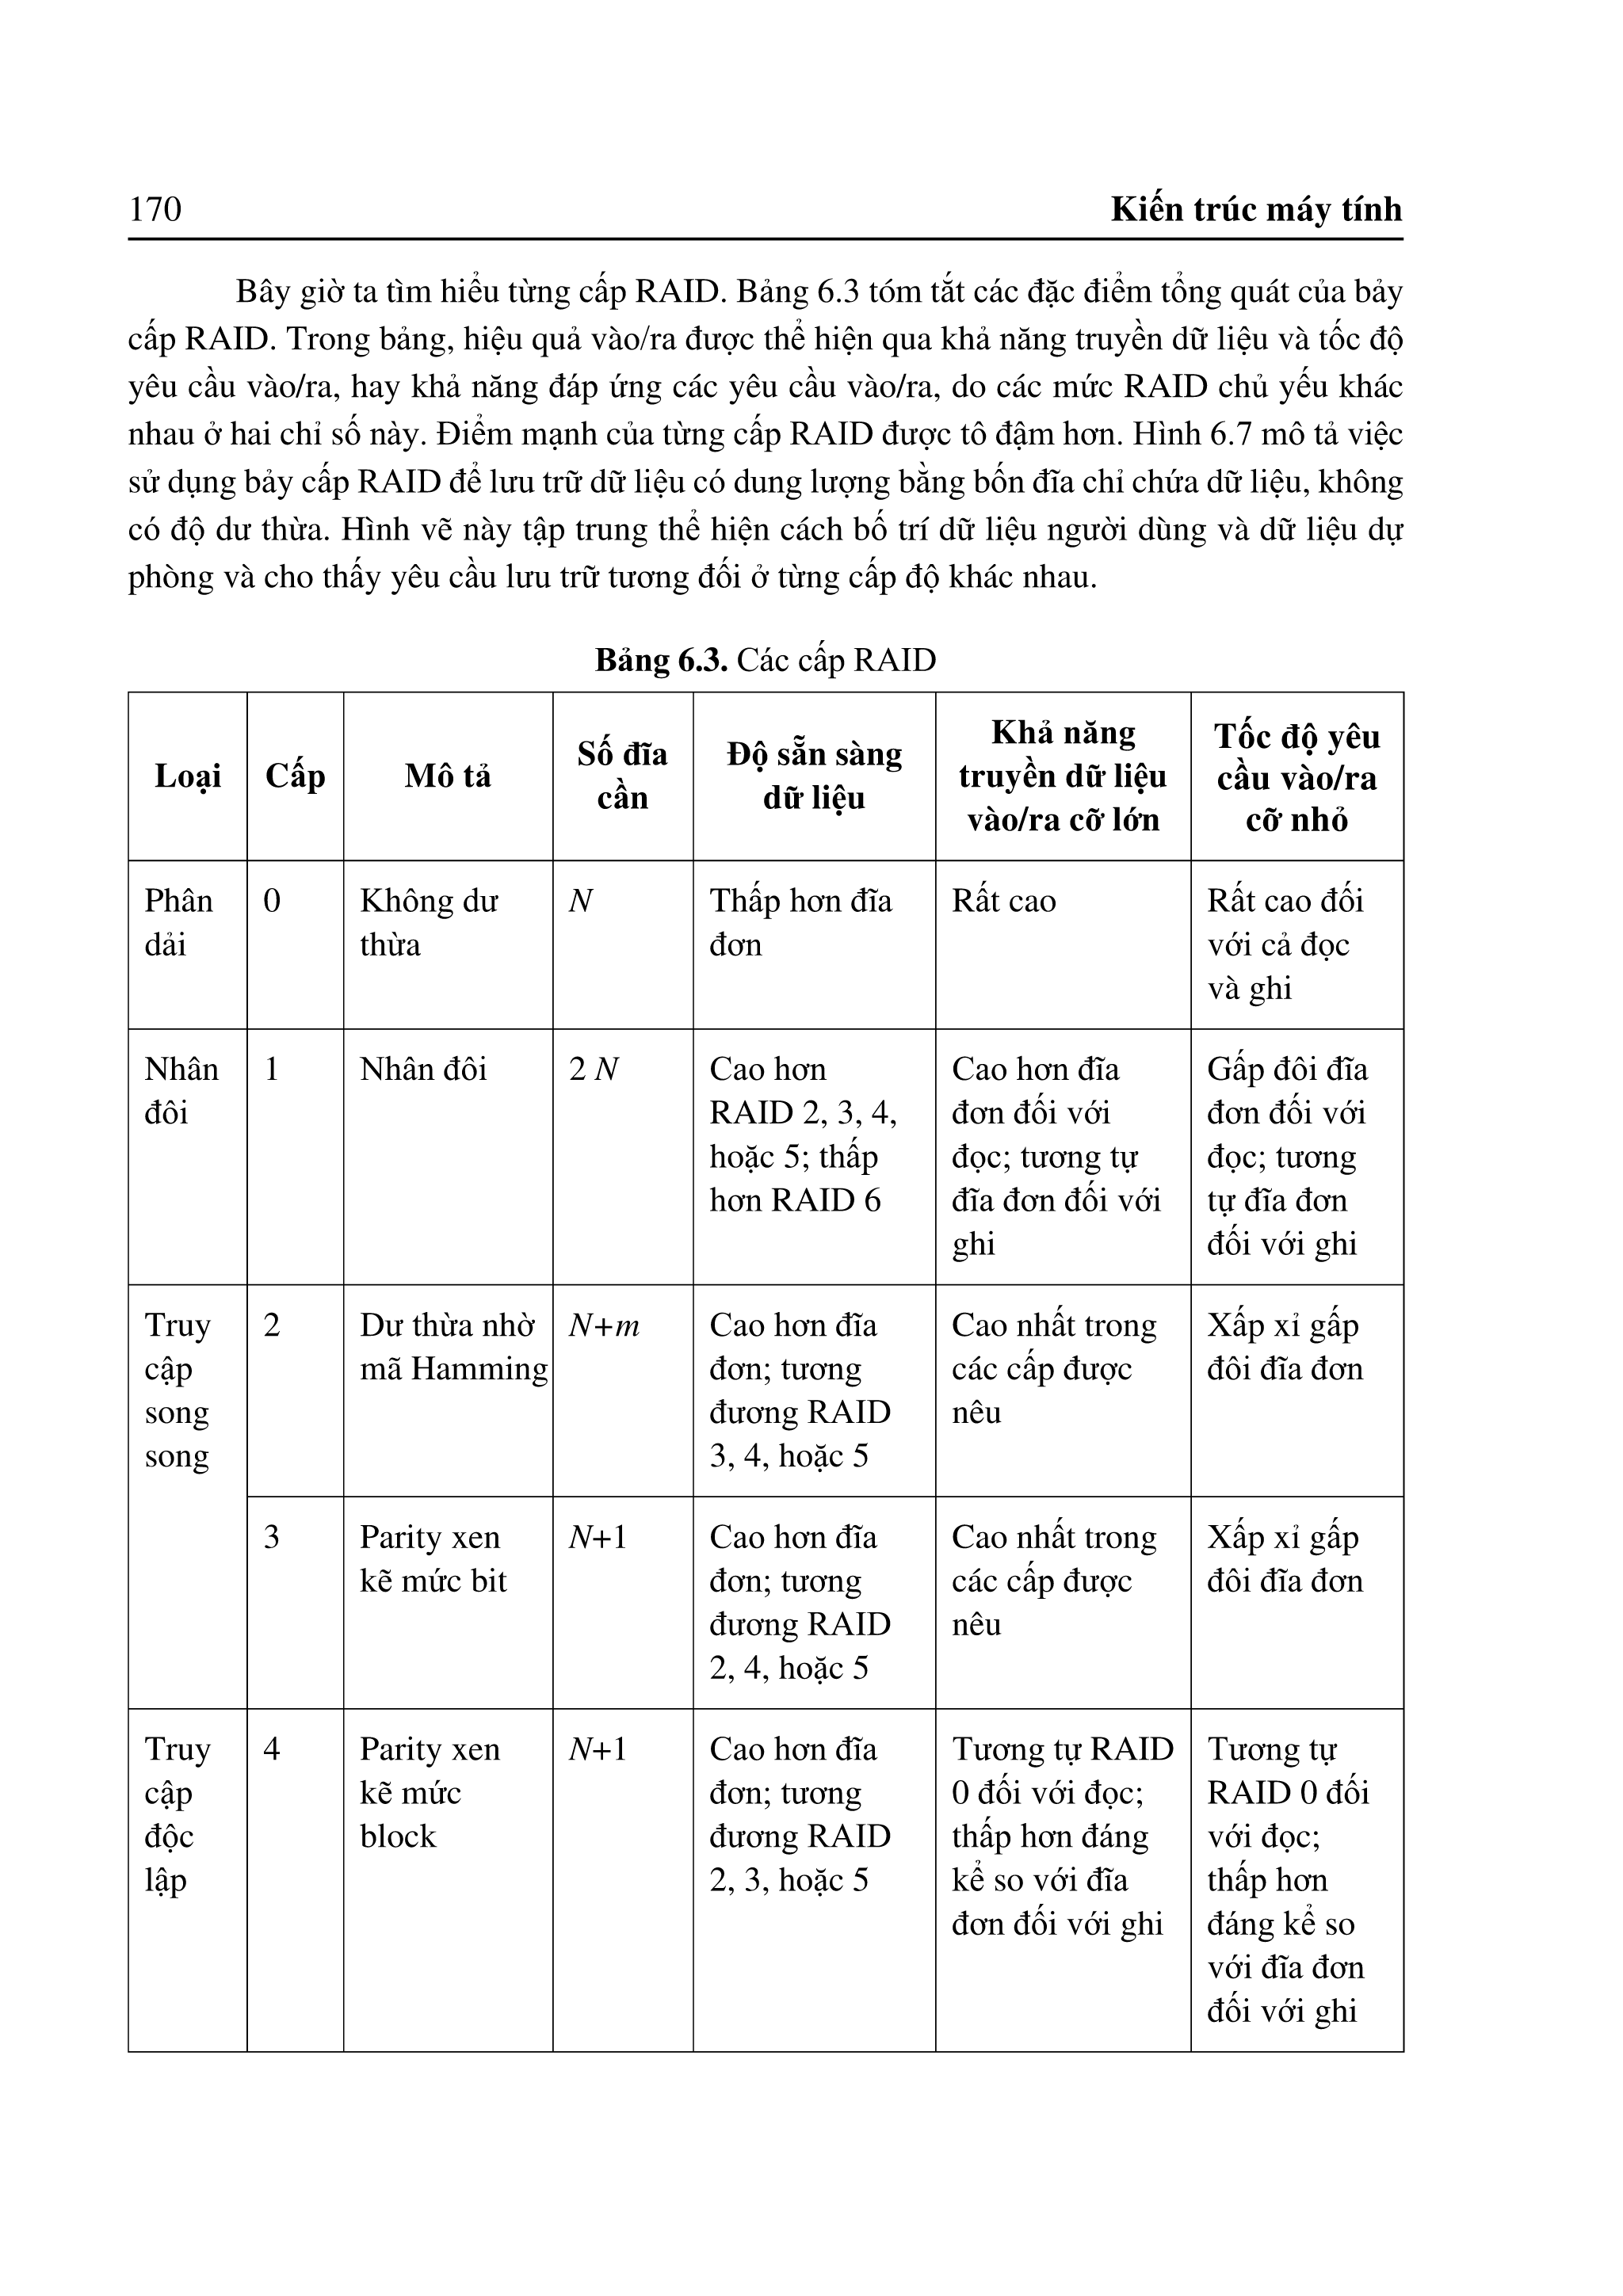 170
Kiến trúc máy tính
Bây giờ ta tìm hiểu từng cấp RAID. Bảng 6.3 tóm tắt các đặc điểm tổng quát của bảy
cấp RAID. Trong bảng, hiệu quả vào/ra được thể hiện qua khả năng truyền dữ liệu và tốc độ
yêu cầu vào/ra, hay khả năng đáp ứng các yêu cầu vào/ra, do các mức RAID chủ yếu khác
nhau ở hai chỉ số này. Điểm mạnh của từng cấp RAID được tô đậm hơn. Hình 6.7 mô tả việc
sử dụng bảy cấp RAID để lưu trữ dữ liệu có dung lượng bằng bốn đĩa chỉ chứa dữ liệu, không
có độ dư thừa. Hình vẽ này tập trung thể hiện cách bố trí dữ liệu người dùng và dữ liệu dự
phòng và cho thấy yêu cầu lưu trữ tương đối ở từng cấp độ khác nhau.
Bảng 6.3. Các cấp RAID
Loại
Cấp
Mô tả
Số đĩa
cần
Độ sẵn sàng
dữ liệu
Khả năng
truyền dữ liệu
vào/ra cỡ lớn
Tốc độ yêu
cầu vào/ra
cỡ nhỏ
Phân
dải
0
Không dư
thừa
N
Thấp hơn đĩa
đơn
Rất cao
Rất cao đối
với cả đọc
và ghi
Nhân
đôi
1
Nhân đôi
2 N
Cao hơn
RAID 2, 3, 4,
hoặc 5; thấp
hơn RAID 6
Cao hơn đĩa
đơn đối với
đọc; tương tự
đĩa đơn đối với
ghi
Gấp đôi đĩa
đơn đối với
đọc; tương
tự đĩa đơn
đối với ghi
Truy
cập
song
song
2
Dư thừa nhờ
mã Hamming
N+m
Cao hơn đĩa
đơn; tương
đương RAID
3, 4, hoặc 5
Cao nhất trong
các cấp được
nêu
Xấp xỉ gấp
đôi đĩa đơn
3
Parity xen
kẽ mức bit
N+1
Cao hơn đĩa
đơn; tương
đương RAID
2, 4, hoặc 5
Cao nhất trong
các cấp được
nêu
Xấp xỉ gấp
đôi đĩa đơn
Truy
cập
độc
lập
4
Parity xen
kẽ mức
block
N+1
Cao hơn đĩa
đơn; tương
đương RAID
2, 3, hoặc 5
Tương tự RAID
0 đối với đọc;
thấp hơn đáng
kể so với đĩa
đơn đối với ghi
Tương tự
RAID 0 đối
với đọc;
thấp hơn
đáng kể so
với đĩa đơn
đối với ghi